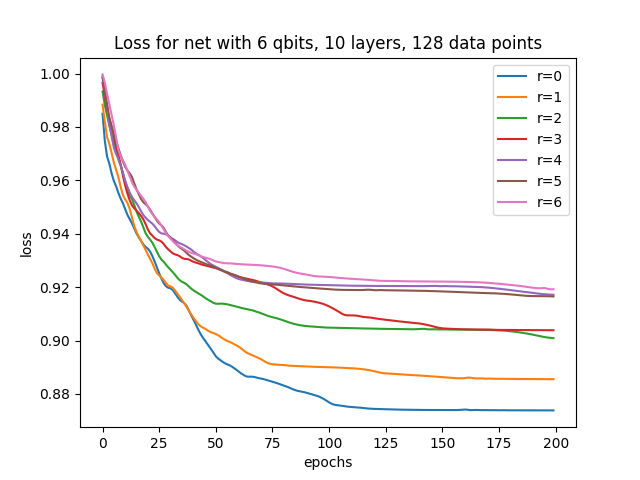 Loss for net with 6 qbits, 10 layers, 128 data points
1.00
0.98
0.96
0.94
0.92
0.90
0.88
loss
r=0
r=1
r=2
r=3
r=4
r=5
r=6
0 25 50 75 100 125 150 175 200
epochs